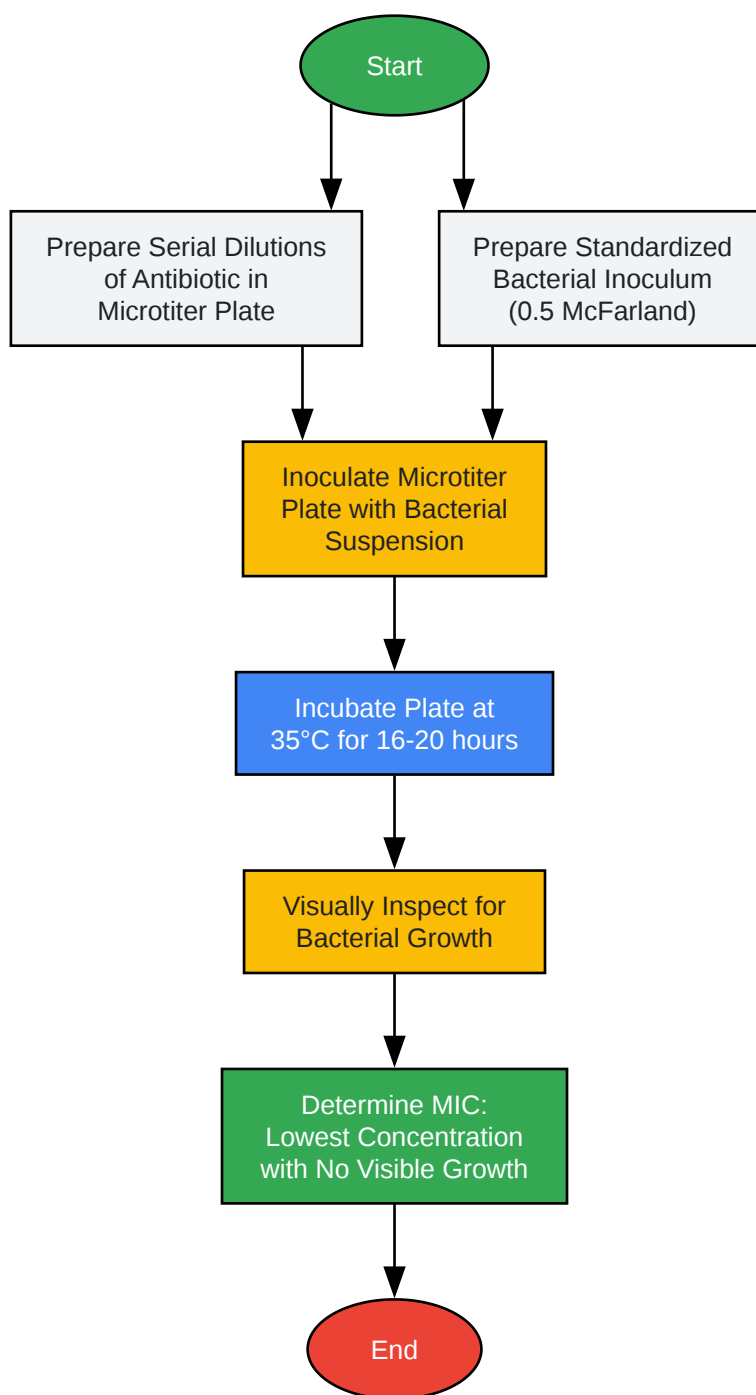 Start
Prepare Serial Dilutions
of Antibiotic in
Microtiter Plate
Prepare Standardized
Bacterial Inoculum
(0.5 McFarland)
Inoculate Microtiter
Plate with Bacterial
Suspension
Incubate Plate at
35°C for 16-20 hours
Visually Inspect for
Bacterial Growth
Determine MIC:
Lowest Concentration
with No Visible Growth
End